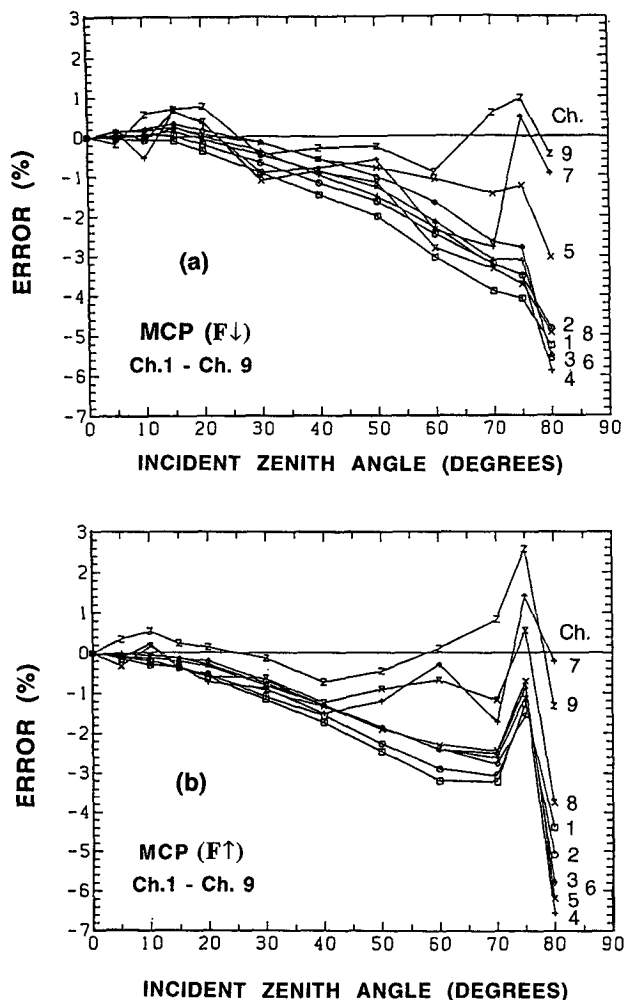 3
2
1
0
-1
-2
-3
-4
-5
-6
-7
ERROR (%)
Ch.
9
7
5
2
8
1
3 6
4
(a)
MCP (F↓)
Ch.1 - Ch. 9
0 10 20 30 40 50 60 70 80 90
INCIDENT ZENITH ANGLE (DEGREES)
3
2
1
0
-1
-2
-3
-4
-5
-6
-7
ERROR (%)
Ch.
7
9
8
1
2
3 6
5
4
(b)
MCP (F↑)
Ch.1 - Ch. 9
0 10 20 30 40 50 60 70 80 90
INCIDENT ZENITH ANGLE (DEGREES)